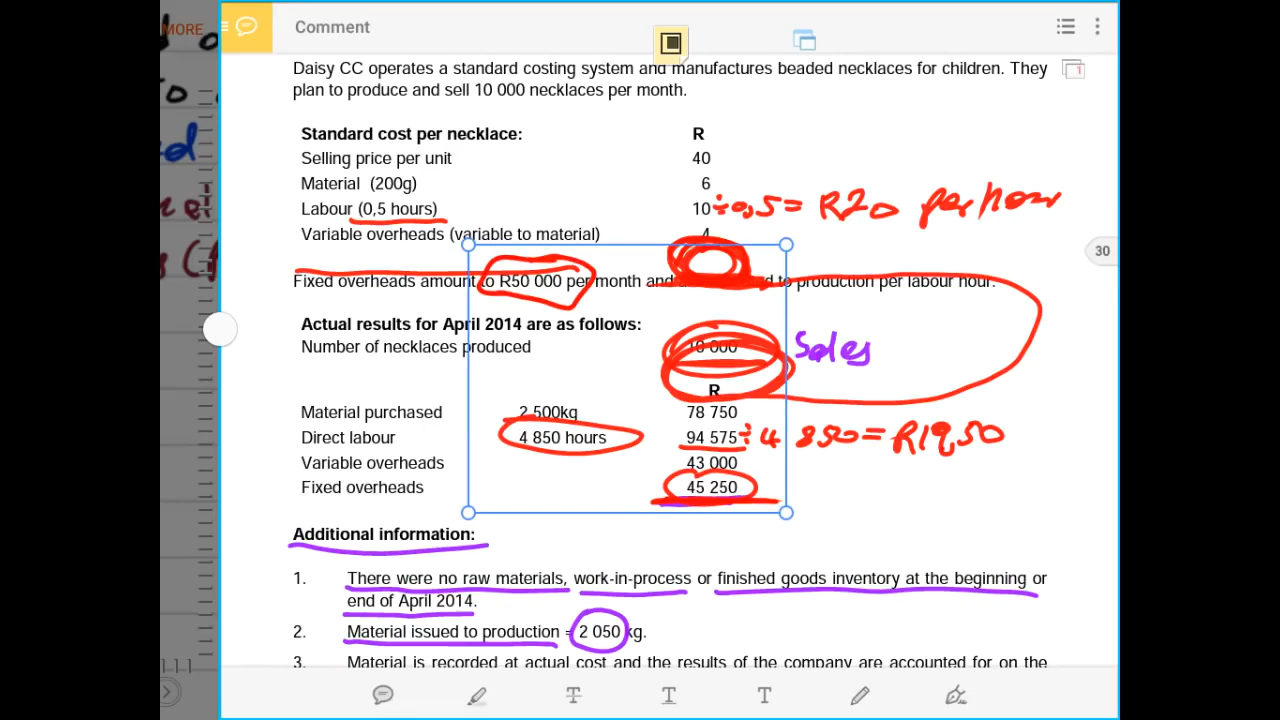 MORE
Comment
Daisy CC operates a standard costing system and manufactures beaded necklaces for children. They
plan to produce and sell 10 000 necklaces per month.
1
Standard cost per necklace: R
Selling price per unit 40
Material (200g) 6
Labour (0,5 hours) 10 ÷0,5 = R20 per hour
Variable overheads (variable to material) 4
30
Fixed overheads amount to R50 000 per month and to production per labour hour.
Actual results for April 2014 are as follows:
Number of necklaces produced 10 000 Sales
R
Material purchased 2 500kg 78 750
Direct labour 4 850 hours 94 575 ÷4 850 = R19,50
Variable overheads 43 000
Fixed overheads 45 250
Additional information:
1. There were no raw materials, work-in-process or finished goods inventory at the beginning or
end of April 2014.
2. Material issued to production = 2 050 kg.
3. Material is recorded at actual cost and the results of the company are accounted for on the